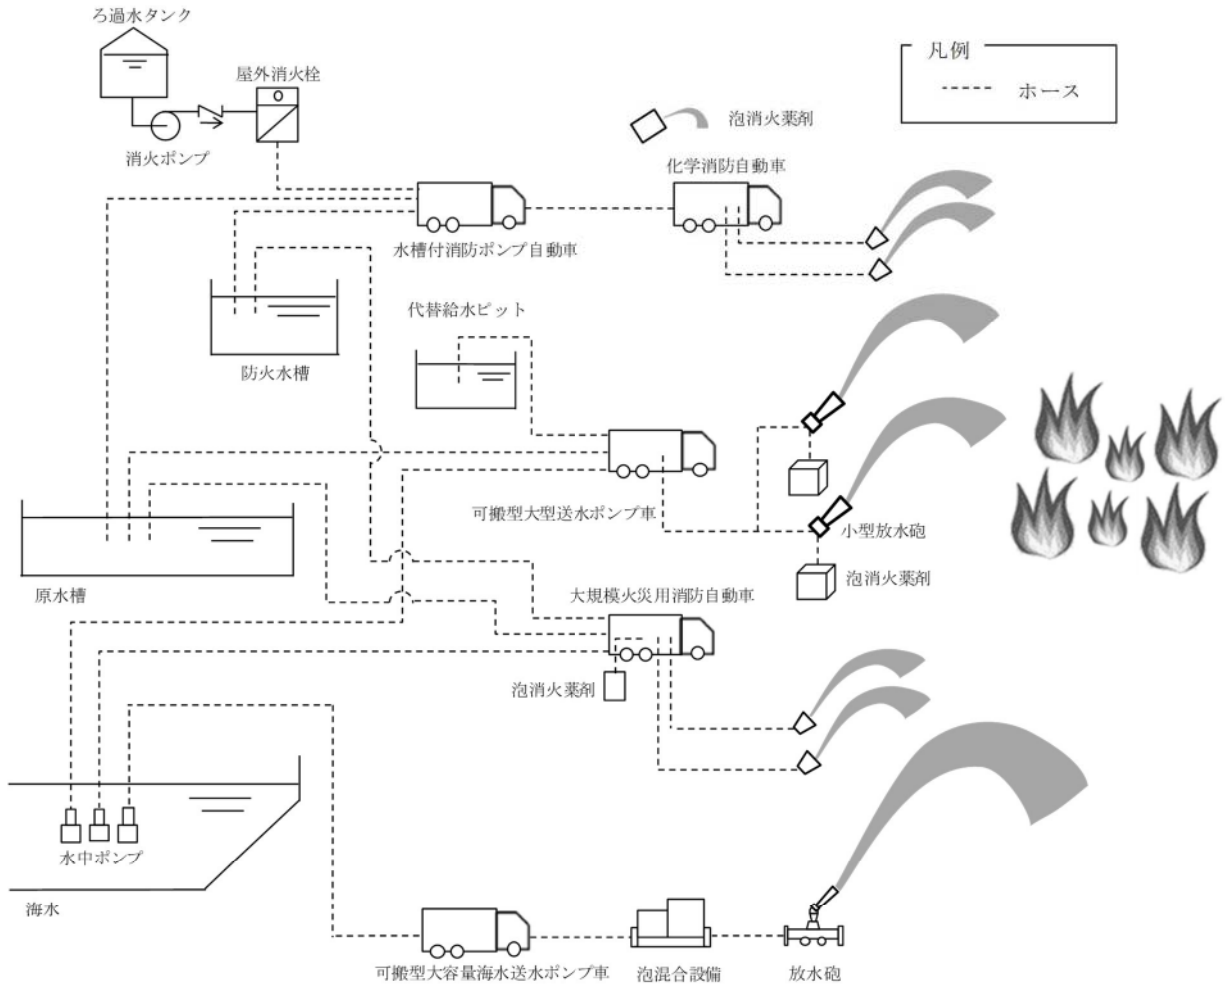 ろ過水タンク
屋外消火栓
消火ポンプ
凡例
ホース
泡消火薬剤
化学消防自動車
水槽付消防ポンプ自動車
防火水槽
代替給水ピット
可搬型大型送水ポンプ車
小型放水砲
泡消火薬剤
原水槽
大規模火災用消防自動車
泡消火薬剤
水中ポンプ
海水
可搬型大容量海水送水ポンプ車
泡混合設備
放水砲